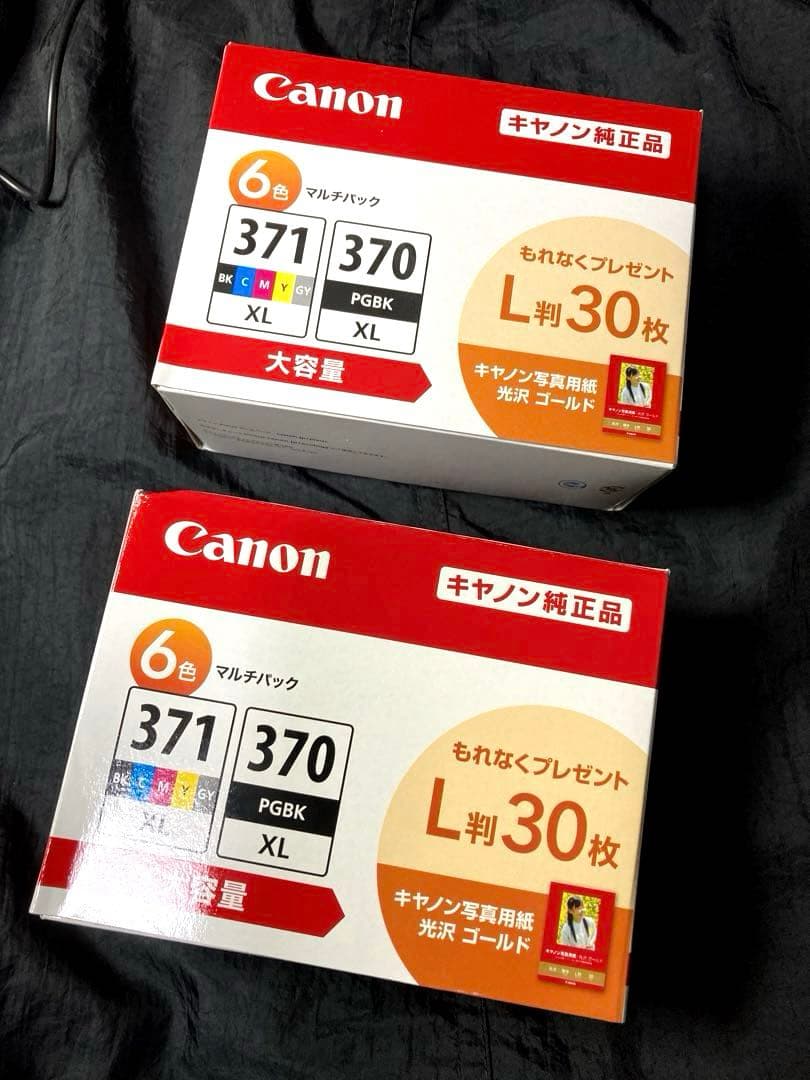 Canon
キヤノン純正品
6色 マルチパック
371 370
BK C M Y GY PGBK
XL XL
大容量
もれなくプレゼント
L判30枚
キヤノン写真用紙
光沢 ゴールド
Canon
キヤノン純正品
6色 マルチパック
371 370
BK C M Y GY PGBK
XL XL
容量
もれなくプレゼント
L判30枚
キヤノン写真用紙
光沢 ゴールド